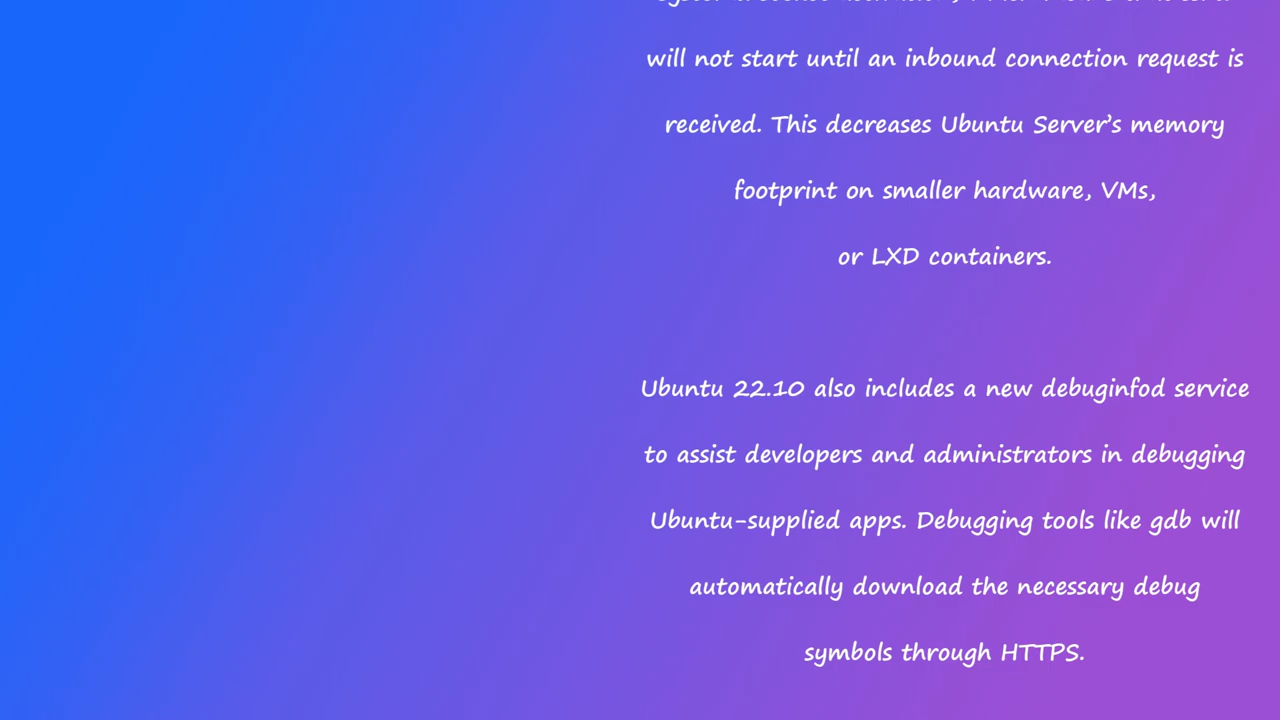 will not start until an inbound connection request is
received. This decreases Ubuntu Server’s memory
footprint on smaller hardware, VMs,
or LXD containers.
Ubuntu 22.10 also includes a new debuginfod service
to assist developers and administrators in debugging
Ubuntu-supplied apps. Debugging tools like gdb will
automatically download the necessary debug
symbols through HTTPS.